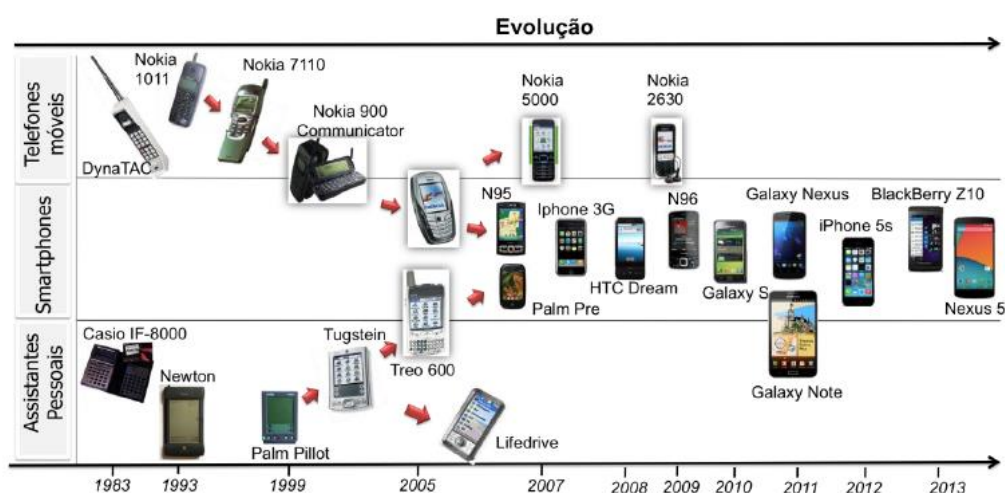 Evolução
Telefones
móveis
Nokia
1011
Nokia 7110
Nokia 900
Communicator
Nokia
5000
Nokia
2630
DynaTAC
Smartphones
N95
Iphone 3G
N96
Galaxy Nexus
BlackBerry Z10
iPhone 5s
HTC Dream
Galaxy S
Palm Pre
Nexus 5
Assistantes
Pessoais
Casio IF-8000
Newton
Tugstein
Treo 600
Galaxy Note
Palm Pillot
Lifedrive
1983 1993 1999 2005 2007 2008 2009 2010 2011 2012 2013